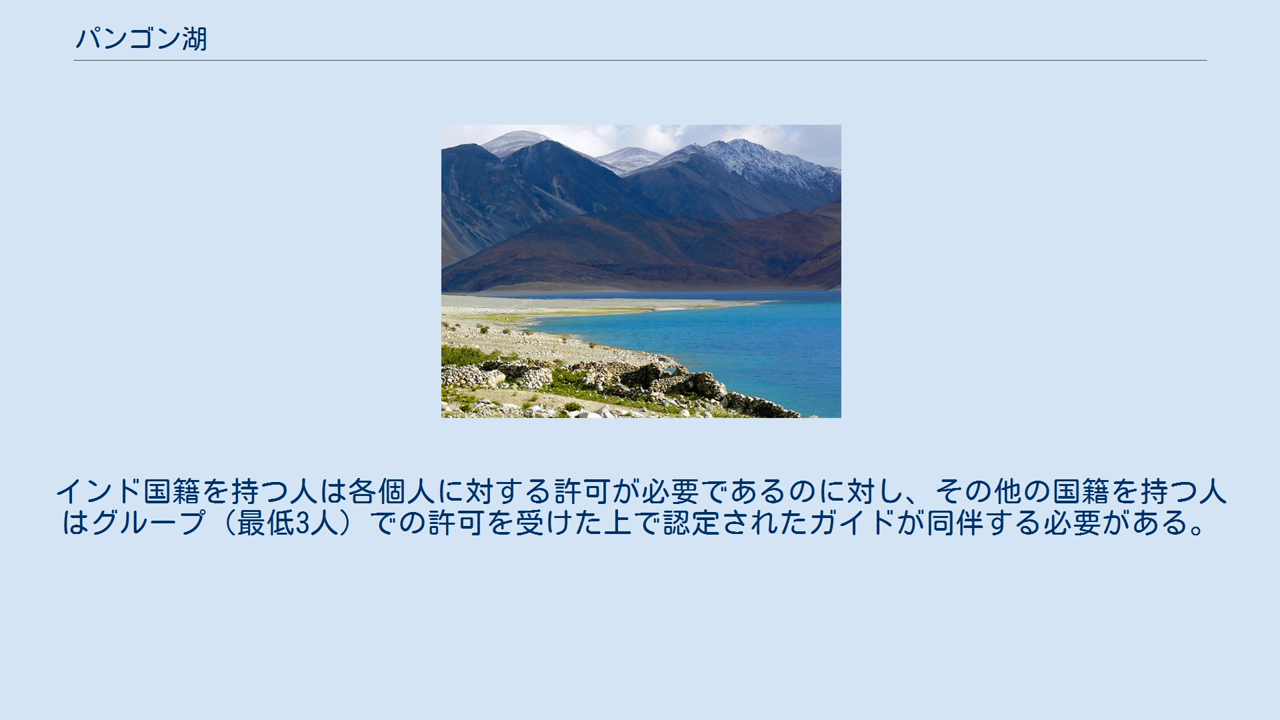 パンゴン湖
インド国籍を持つ人は各個人に対する許可が必要であるのに対し、その他の国籍を持つ人
はグループ（最低3人）での許可を受けた上で認定されたガイドが同伴する必要がある。